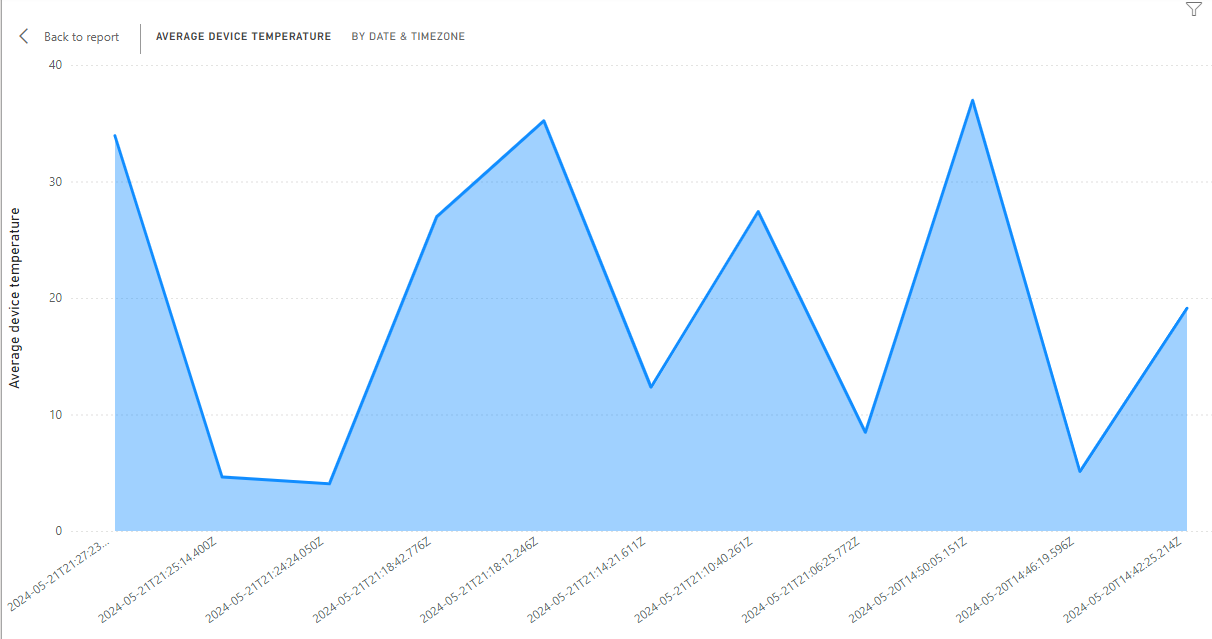 Back to report
AVERAGE DEVICE TEMPERATURE
BY DATE & TIMEZONE
Average device temperature
40
30
20
10
0
2024-05-21T21:27:23...
2024-05-21T21:25:14.400Z
2024-05-21T21:24:24.050Z
2024-05-21T21:18:42.776Z
2024-05-21T21:18:12.246Z
2024-05-21T21:14:21.611Z
2024-05-21T21:10:40.261Z
2024-05-21T21:06:25.772Z
2024-05-20T14:50:05.151Z
2024-05-20T14:46:19.596Z
2024-05-20T14:42:25.214Z